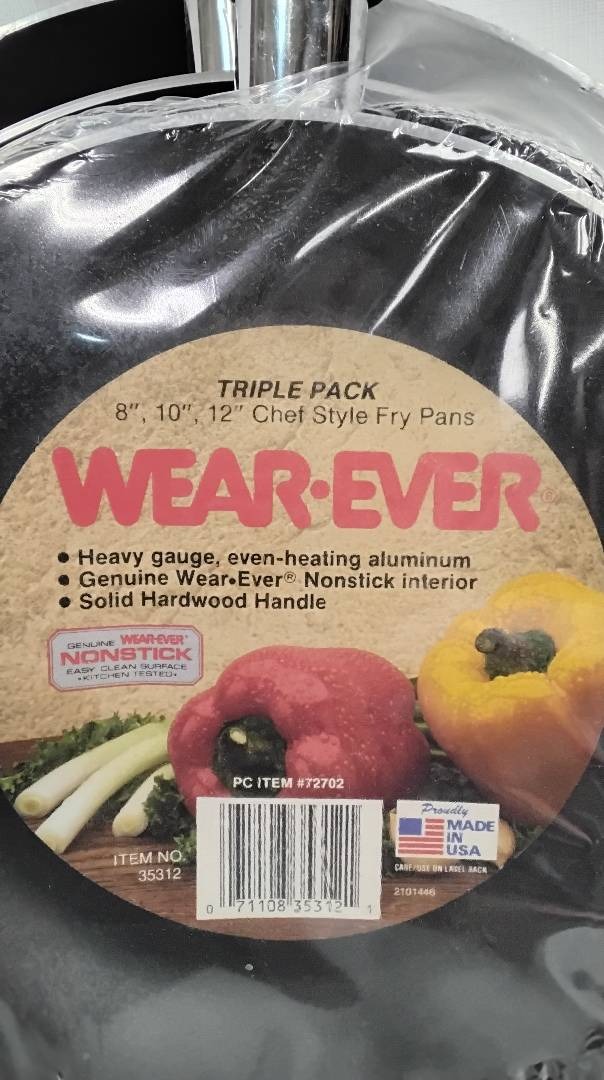 TRIPLE PACK
8", 10", 12" Chef Style Fry Pans
WEAR•EVER®
• Heavy gauge, even-heating aluminum
• Genuine Wear•Ever® Nonstick interior
• Solid Hardwood Handle
GENUINE WEAR•EVER®
NONSTICK
EASY CLEAN SURFACE
• KITCHEN TESTED •
PC ITEM #72702
Proudly
MADE
IN
USA
CARE/USE ON LABEL BACK
ITEM NO.
35312
2101446
0 71108 35312 1